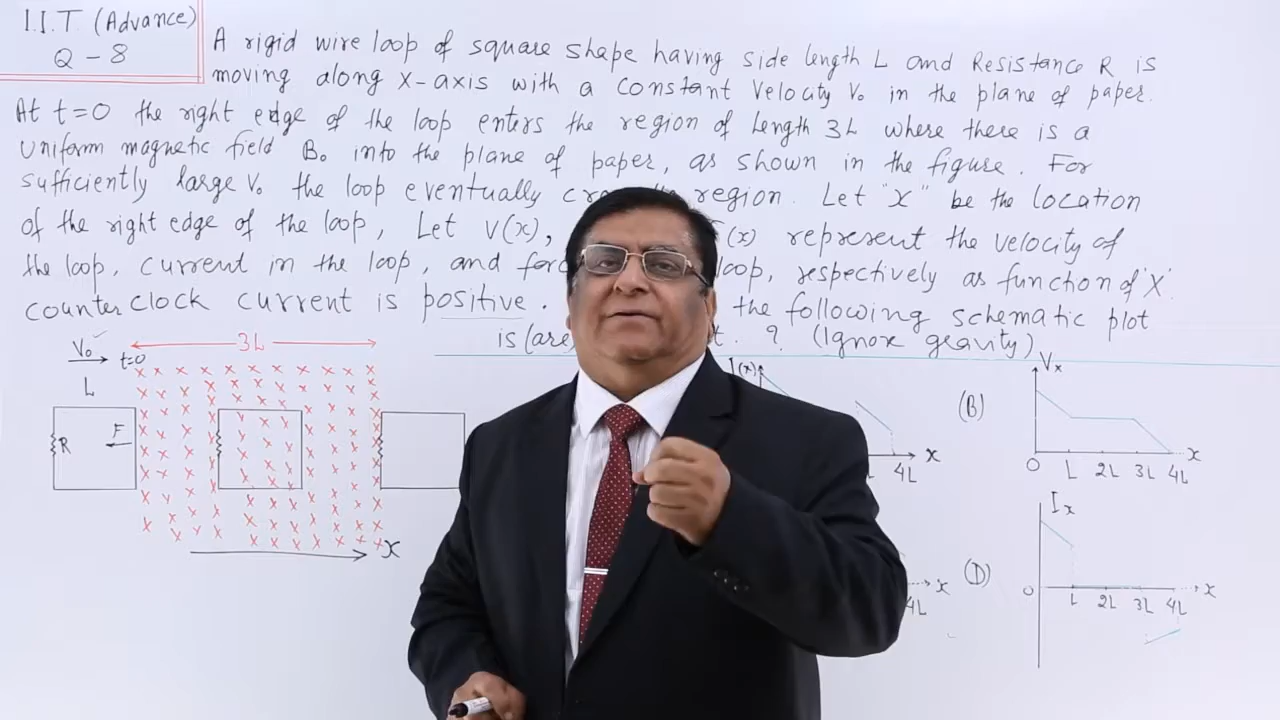 I.I.T (Advance)
Q - 8
A rigid wire loop of square shape having side length L and Resistance R is
moving along X-axis with a constant velocity V₀ in the plane of paper.
At t=0 the right edge of the loop enters the region of length 3L where there is a
uniform magnetic field B₀ into the plane of paper, as shown in the figure. For
sufficiently large V₀ the loop eventually region. Let "X" be the location
of the right edge of the loop, Let V(x), (x) represent the velocity of
the loop, current in the loop, and loop, respectively as function of 'X'.
counter clock current is positive. the following schematic plot
is (are) ? (Ignore gravity)
V₀
t=0
3L
L
R
F
X
I(x)
x
4L
(B)
Vx
0 L 2L 3L 4L x
x
4L
(D)
Ix
0 L 2L 3L 4L x